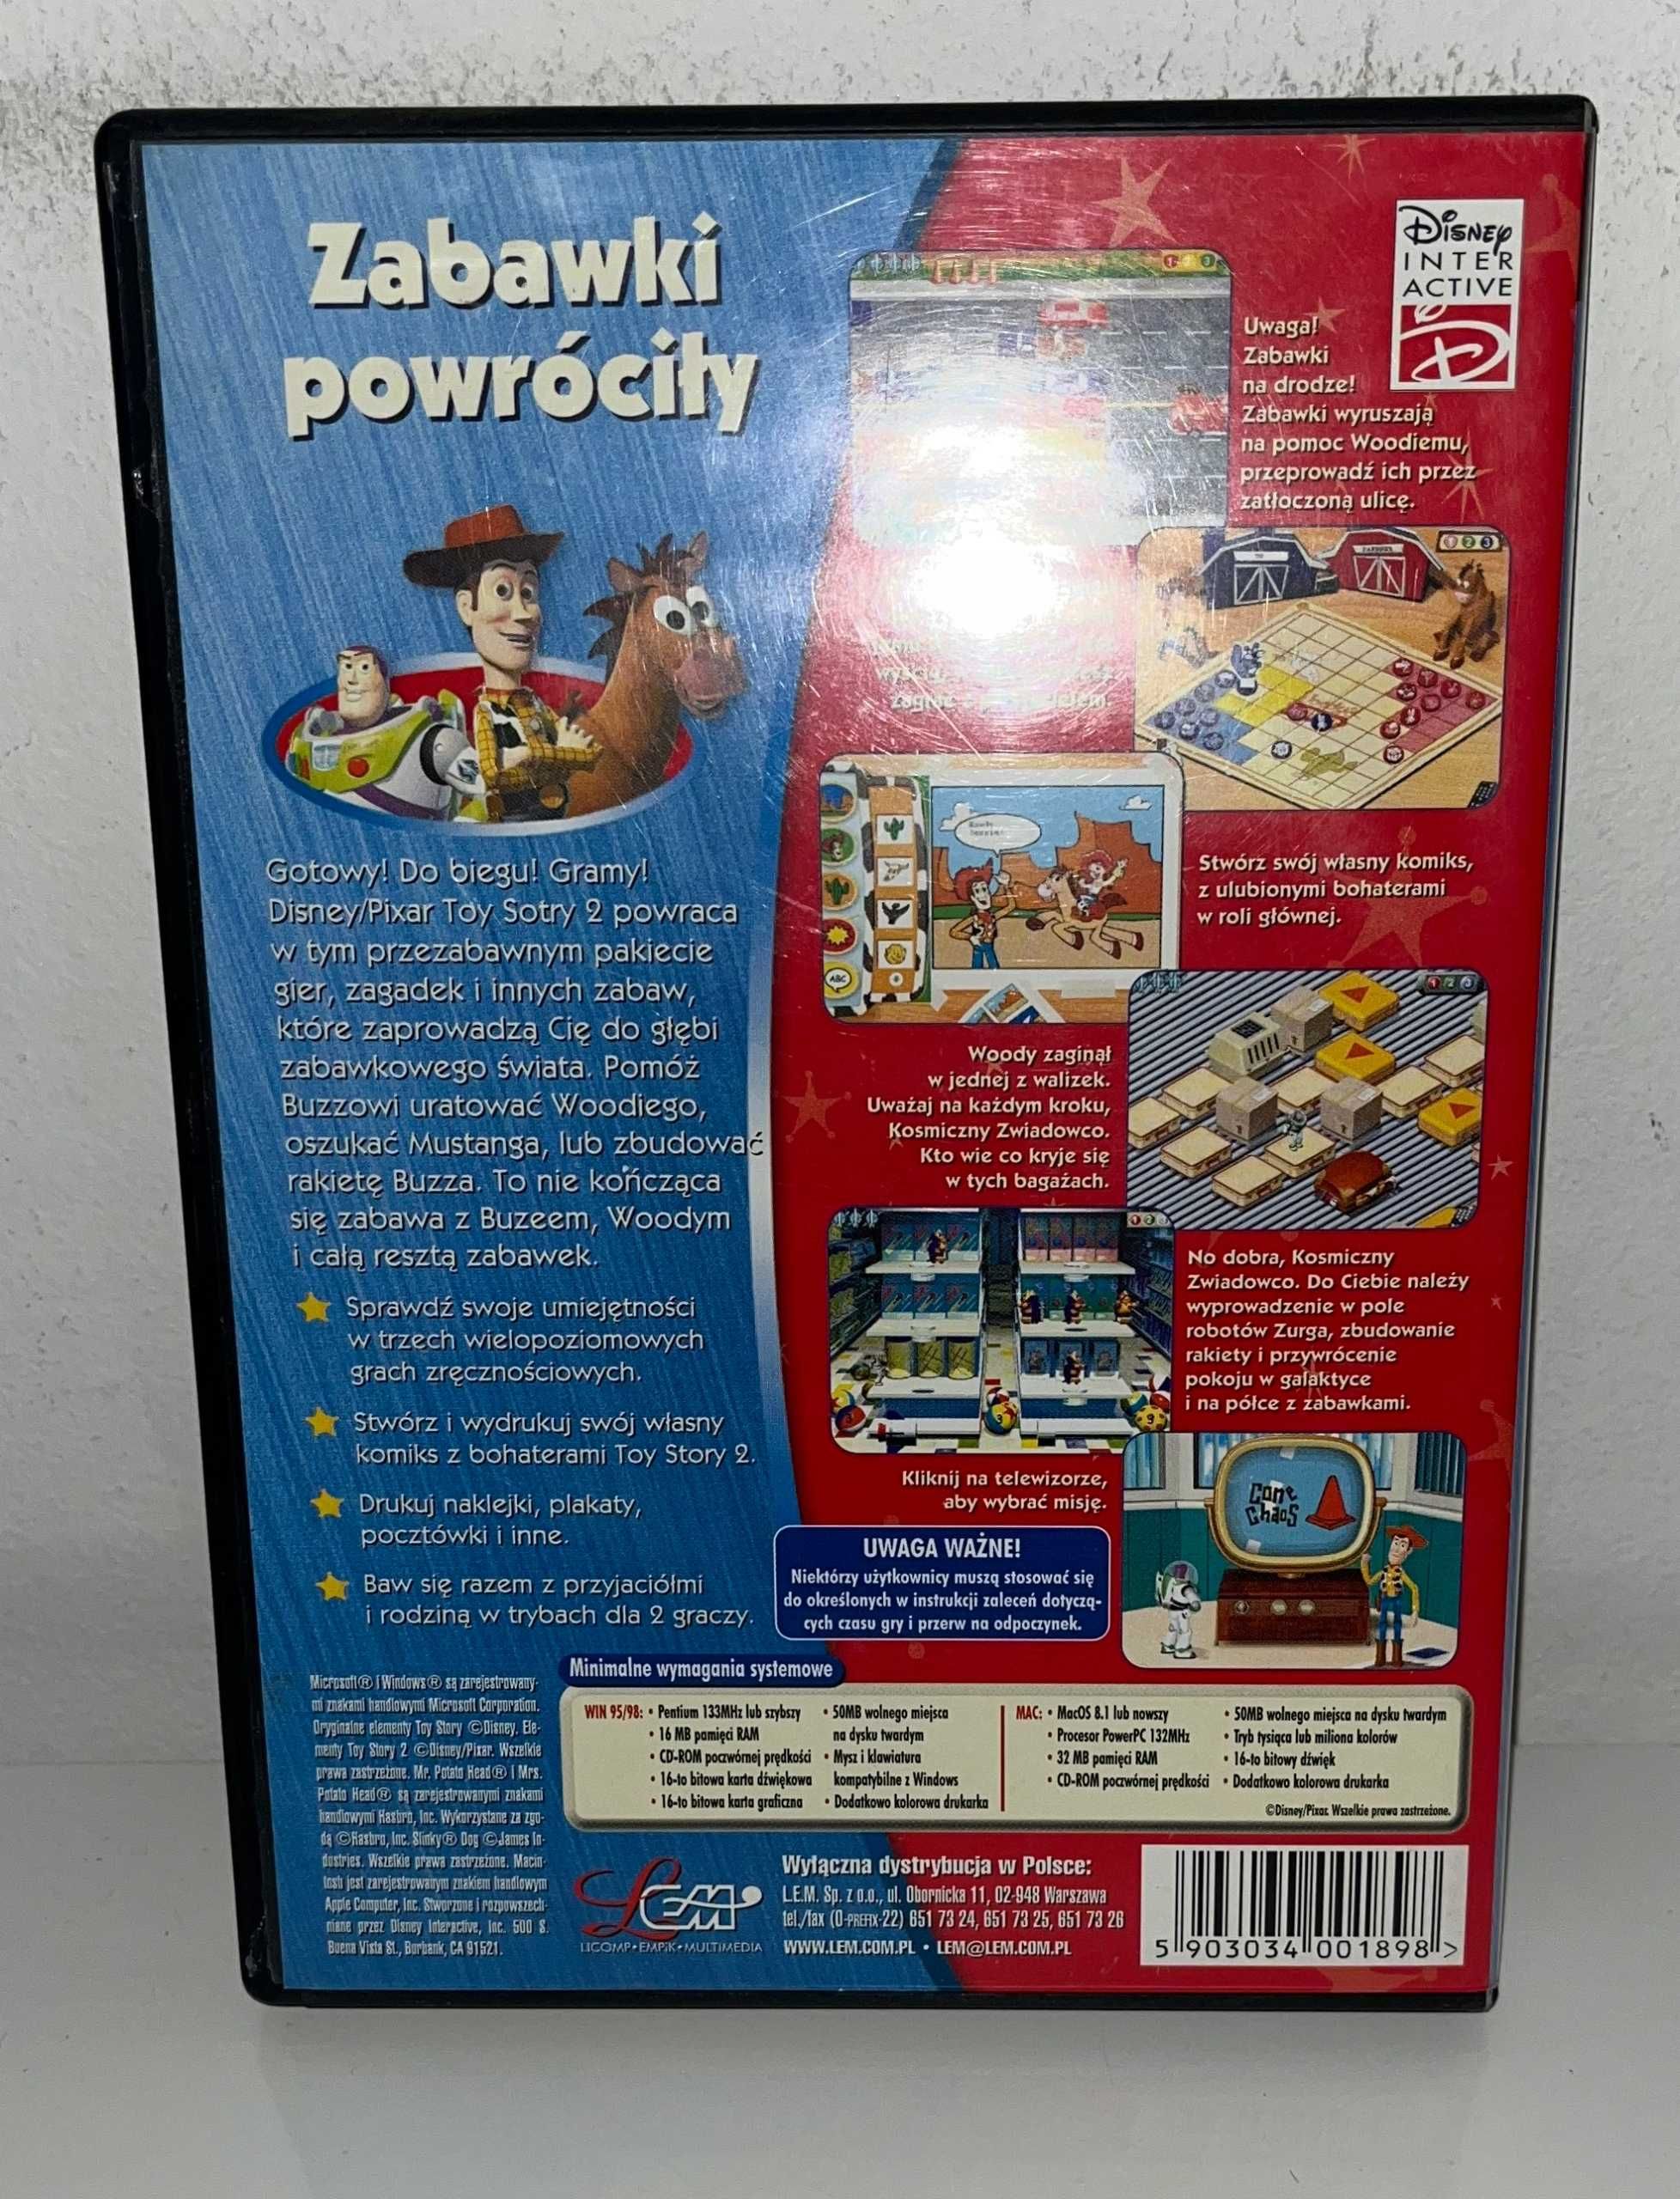 Zabawki
powróciły
Gotowy! Do biegu! Gramy!
Disney/Pixar Toy Sotry 2 powraca
w tym przezabawnym pakiecie
gier, zagadek i innych zabaw,
które zaprowadzą Cię do głębi
zabawkowego świata. Pomóż
Buzzowi uratować Woodiego,
oszukać Mustanga, lub zbudować
rakietę Buzza. To nie kończąca
się zabawa z Buzeem, Woodym
i całą resztą zabawek.
Sprawdź swoje umiejętności
w trzech wielopoziomowych
grach zręcznościowych.
Stwórz i wydrukuj swój własny
komiks z bohaterami Toy Story 2.
Drukuj naklejki, plakaty,
pocztówki i inne.
Baw się razem z przyjaciółmi
i rodziną w trybach dla 2 graczy.
DISNEY
INTER
ACTIVE
D
Uwaga!
Zabawki
na drodze!
Zabawki wyruszają
na pomoc Woodiemu,
przeprowadź ich przez
zatłoczoną ulicę.
zagrać z
1 2 3
Stwórz swój własny komiks,
z ulubionymi bohaterami
w roli głównej.
ABC
Woody zaginął
w jednej z walizek.
Uważaj na każdym kroku,
Kosmiczny Zwiadowco.
Kto wie co kryje się
w tych bagażach.
1 2 3
No dobra, Kosmiczny
Zwiadowco. Do Ciebie należy
wyprowadzenie w pole
robotów Zurga, zbudowanie
rakiety i przywrócenie
pokoju w galaktyce
i na półce z zabawkami.
Kliknij na telewizorze,
aby wybrać misję.
Cone
Chaos
UWAGA WAŻNE!
Niektórzy użytkownicy muszą stosować się
do określonych w instrukcji zaleceń dotyczą-
cych czasu gry i przerw na odpoczynek.
Minimalne wymagania systemowe
WIN 95/98: • Pentium 133MHz lub szybszy
• 16 MB pamięci RAM
• CD-ROM poczwórnej prędkości
• 16-to bitowa karta dźwiękowa
• 16-to bitowa karta graficzna
• 50MB wolnego miejsca
na dysku twardym
• Mysz i klawiatura
kompatybilne z Windows
• Dodatkowo kolorowa drukarka
MAC: • MacOS 8.1 lub nowszy
• Procesor PowerPC 132MHz
• 32 MB pamięci RAM
• CD-ROM poczwórnej prędkości
• 50MB wolnego miejsca na dysku twardym
• Tryb tysiąca lub miliona kolorów
• 16-to bitowy dźwięk
• Dodatkowo kolorowa drukarka
©Disney/Pixar. Wszelkie prawa zastrzeżone.
Microsoft® i Windows® są zarejestrowany-
mi znakami handlowymi Microsoft Corporation.
Oryginalne elementy Toy Story ©Disney. Ele-
menty Toy Story 2 ©Disney/Pixar. Wszelkie
prawa zastrzeżone. Mr. Potato Head® i Mrs.
Potato Head® są zarejestrowanymi znakami
handlowymi Hasbro, Inc. Wykorzystane za zgo-
dą ©Hasbro, Inc. Slinky® Dog ©James In-
dustries. Wszelkie prawa zastrzeżone. Macin-
tosh jest zarejestrowanym znakiem handlowym
Apple Computer, Inc. Stworzone i rozpowszech-
niane przez Disney Interactive, Inc. 500 S.
Buena Vista St., Burbank, CA 91521.
LEM
LICOMP•EMPiK•MULTIMEDIA
Wyłączna dystrybucja w Polsce:
L.E.M. Sp. z o.o., ul. Obornicka 11, 02-948 Warszawa
tel./fax (0-PREFIX-22) 651 73 24, 651 73 25, 651 73 26
WWW.LEM.COM.PL • LEM@LEM.COM.PL
5 903034 001898 >